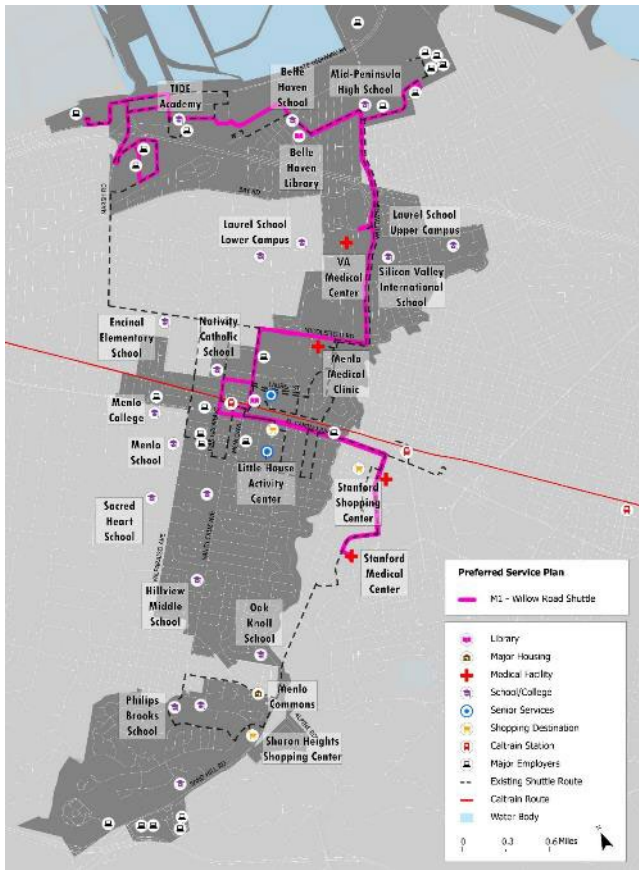 TIDE
Academy
Belle
Haven
School
Mid-Peninsula
High School
Belle
Haven
Library
BAY RD
Laurel School
Lower Campus
Laurel School
Upper Campus
VA
Medical
Center
Silicon Valley
International
School
Encinal
Elementary
School
Nativity
Catholic
School
Menlo
Medical
Clinic
Menlo
College
Menlo
School
Little House
Activity
Center
Stanford
Shopping
Center
Sacred
Heart
School
Stanford
Medical
Center
Hillview
Middle
School
Oak
Knoll
School
Menlo
Commons
Philips
Brooks
School
Sharon Heights
Shopping Center
SAND HILL RD
Preferred Service Plan
M1 - Willow Road Shuttle
Library
Major Housing
Medical Facility
School/College
Senior Services
Shopping Destination
Caltrain Station
Major Employers
Existing Shuttle Route
Caltrain Route
Water Body
0 0.3 0.6 Miles